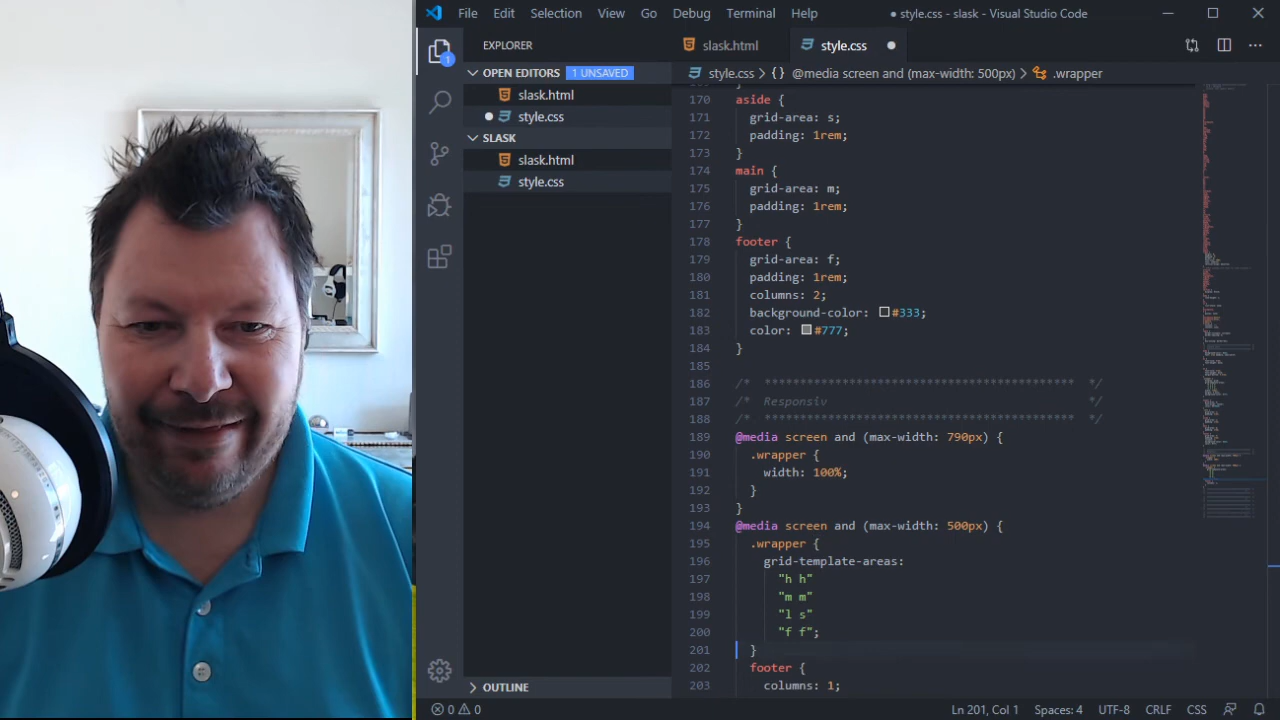 File Edit Selection View Go Debug Terminal Help
● style.css - slask - Visual Studio Code
EXPLORER
slask.html
style.css
OPEN EDITORS 1 UNSAVED
slask.html
style.css
SLASK
slask.html
style.css
OUTLINE
1
style.css > {} @media screen and (max-width: 500px) > .wrapper
170 aside {
171 grid-area: s;
172 padding: 1rem;
173 }
174 main {
175 grid-area: m;
176 padding: 1rem;
177 }
178 footer {
179 grid-area: f;
180 padding: 1rem;
181 columns: 2;
182 background-color: #333;
183 color: #777;
184 }
185
186 /* ******************************************** */
187 /* Responsiv */
188 /* ******************************************** */
189 @media screen and (max-width: 790px) {
190 .wrapper {
191 width: 100%;
192 }
193 }
194 @media screen and (max-width: 500px) {
195 .wrapper {
196 grid-template-areas:
197 "h h"
198 "m m"
199 "l s"
200 "f f";
201 }
202 footer {
203 columns: 1;
0 0
Ln 201, Col 1 Spaces: 4 UTF-8 CRLF CSS